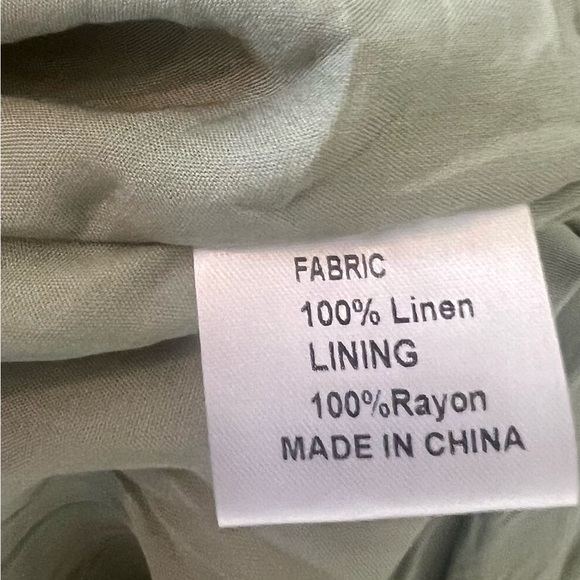 FABRIC
100% Linen
LINING
100%Rayon
MADE IN CHINA